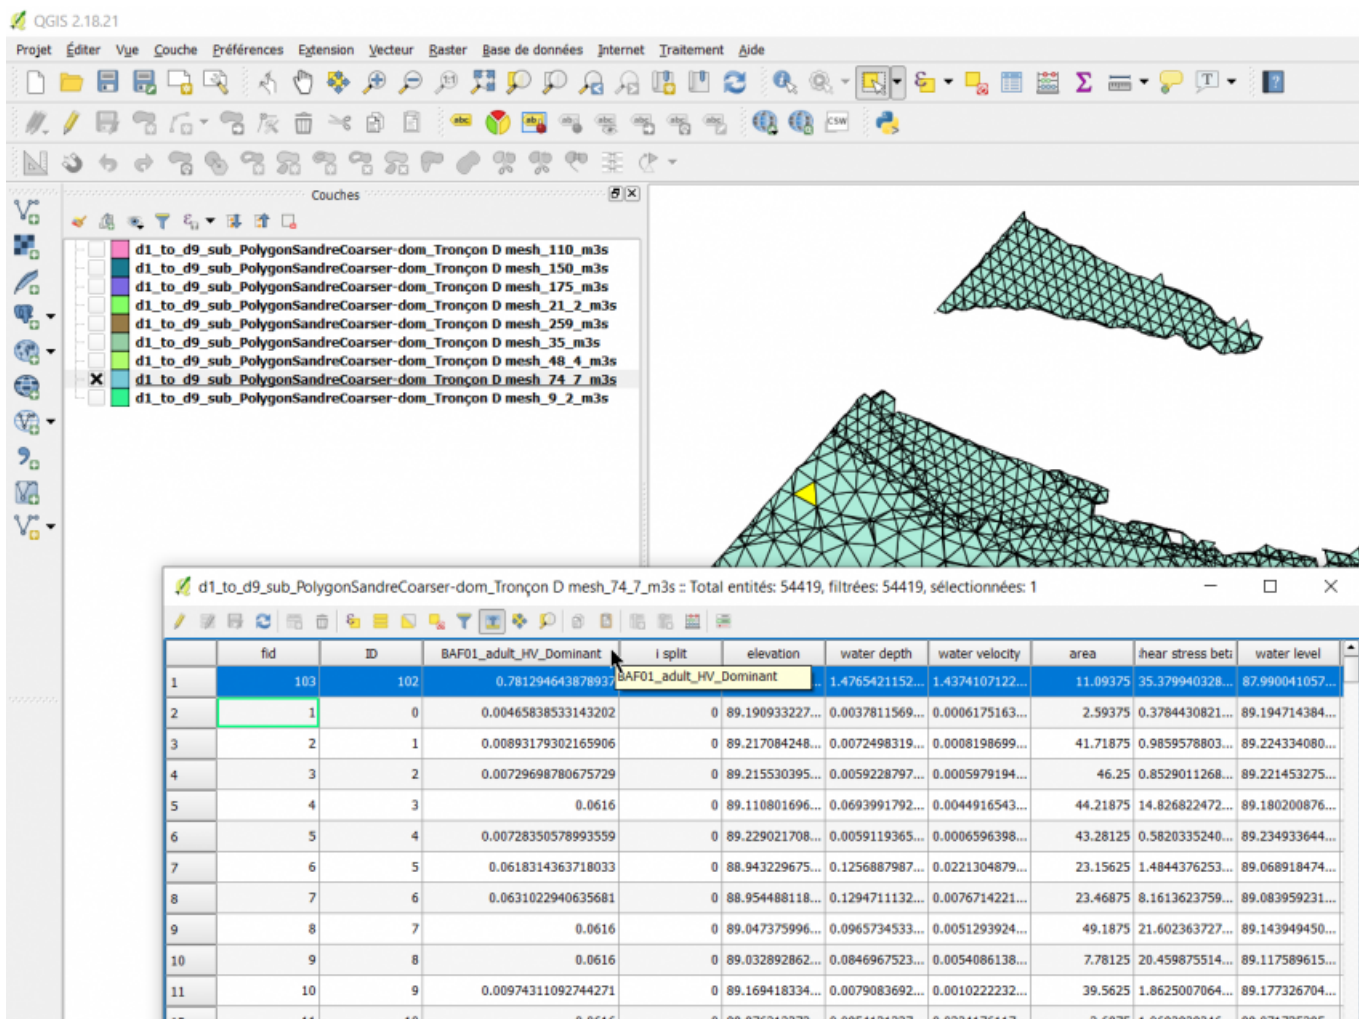 QGIS 2.18.21
Projet Éditer Vue Couche Préférences Extension Vecteur Raster Base de données Internet Traitement Aide
Couches
d1_to_d9_sub_PolygonSandreCoarser-dom_Tronçon D mesh_110_m3s
d1_to_d9_sub_PolygonSandreCoarser-dom_Tronçon D mesh_150_m3s
d1_to_d9_sub_PolygonSandreCoarser-dom_Tronçon D mesh_175_m3s
d1_to_d9_sub_PolygonSandreCoarser-dom_Tronçon D mesh_21_2_m3s
d1_to_d9_sub_PolygonSandreCoarser-dom_Tronçon D mesh_259_m3s
d1_to_d9_sub_PolygonSandreCoarser-dom_Tronçon D mesh_35_m3s
d1_to_d9_sub_PolygonSandreCoarser-dom_Tronçon D mesh_48_4_m3s
d1_to_d9_sub_PolygonSandreCoarser-dom_Tronçon D mesh_74_7_m3s
d1_to_d9_sub_PolygonSandreCoarser-dom_Tronçon D mesh_9_2_m3s
d1_to_d9_sub_PolygonSandreCoarser-dom_Tronçon D mesh_74_7_m3s :: Total entités: 54419, filtrées: 54419, sélectionnées: 1
fid ID BAF01_adult_HV_Dominant i split elevation water depth water velocity area hear stress beta water level
1 103 102 0.781294643878937 1.4765421152... 1.4374107122... 11.09375 35.379940328... 87.990041057...
BAF01_adult_HV_Dominant
2 1 0 0.00465838533143202 0 89.190933227... 0.0037811569... 0.0006175163... 2.59375 0.3784430821... 89.194714384...
3 2 1 0.00893179302165906 0 89.217084248... 0.0072498319... 0.0008198699... 41.71875 0.9859578803... 89.224334080...
4 3 2 0.00729698780675729 0 89.215530395... 0.0059228797... 0.0005979194... 46.25 0.8529011268... 89.221453275...
5 4 3 0.0616 0 89.110801696... 0.0693991792... 0.0044916543... 44.21875 14.826822472... 89.180200876...
6 5 4 0.00728350578993559 0 89.229021708... 0.0059119365... 0.0006596398... 43.28125 0.5820335240... 89.234933644...
7 6 5 0.0618314363718033 0 88.943229675... 0.1256887987... 0.0221304879... 23.15625 1.4844376253... 89.068918474...
8 7 6 0.0631022940635681 0 88.954488118... 0.1294711132... 0.0076714221... 23.46875 8.1613623759... 89.083959231...
9 8 7 0.0616 0 89.047375996... 0.0965734533... 0.0051293924... 49.1875 21.602363727... 89.143949450...
10 9 8 0.0616 0 89.032892862... 0.0846967523... 0.0054086138... 7.78125 20.459875514... 89.117589615...
11 10 9 0.00974311092744271 0 89.169418334... 0.0079083692... 0.0010222232... 39.5625 1.8625007064... 89.177326704...